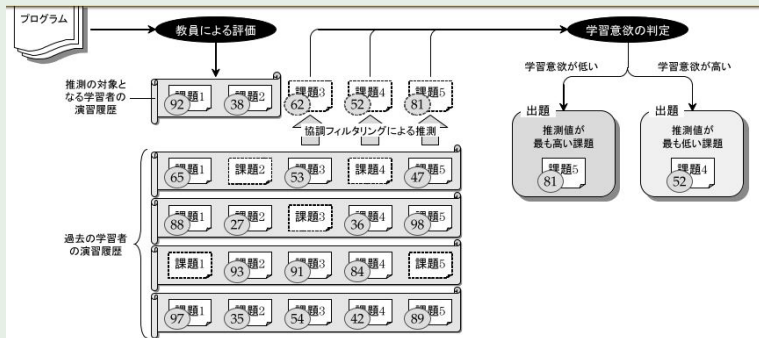 プログラム
教員による評価
学習意欲の判定
推測の対象と
なる学習者の
演習履歴
課題1
92
課題2
38
課題3
62
課題4
52
課題5
81
協調フィルタリングによる推測
学習意欲が低い
学習意欲が高い
出題
推測値が
最も高い課題
課題5
81
出題
推測値が
最も低い課題
課題4
52
過去の学習者
の演習履歴
課題1
65
課題2
課題3
53
課題4
課題5
47
課題1
88
課題2
27
課題3
課題4
36
課題5
98
課題1
課題2
93
課題3
91
課題4
84
課題5
課題1
97
課題2
35
課題3
54
課題4
42
課題5
89